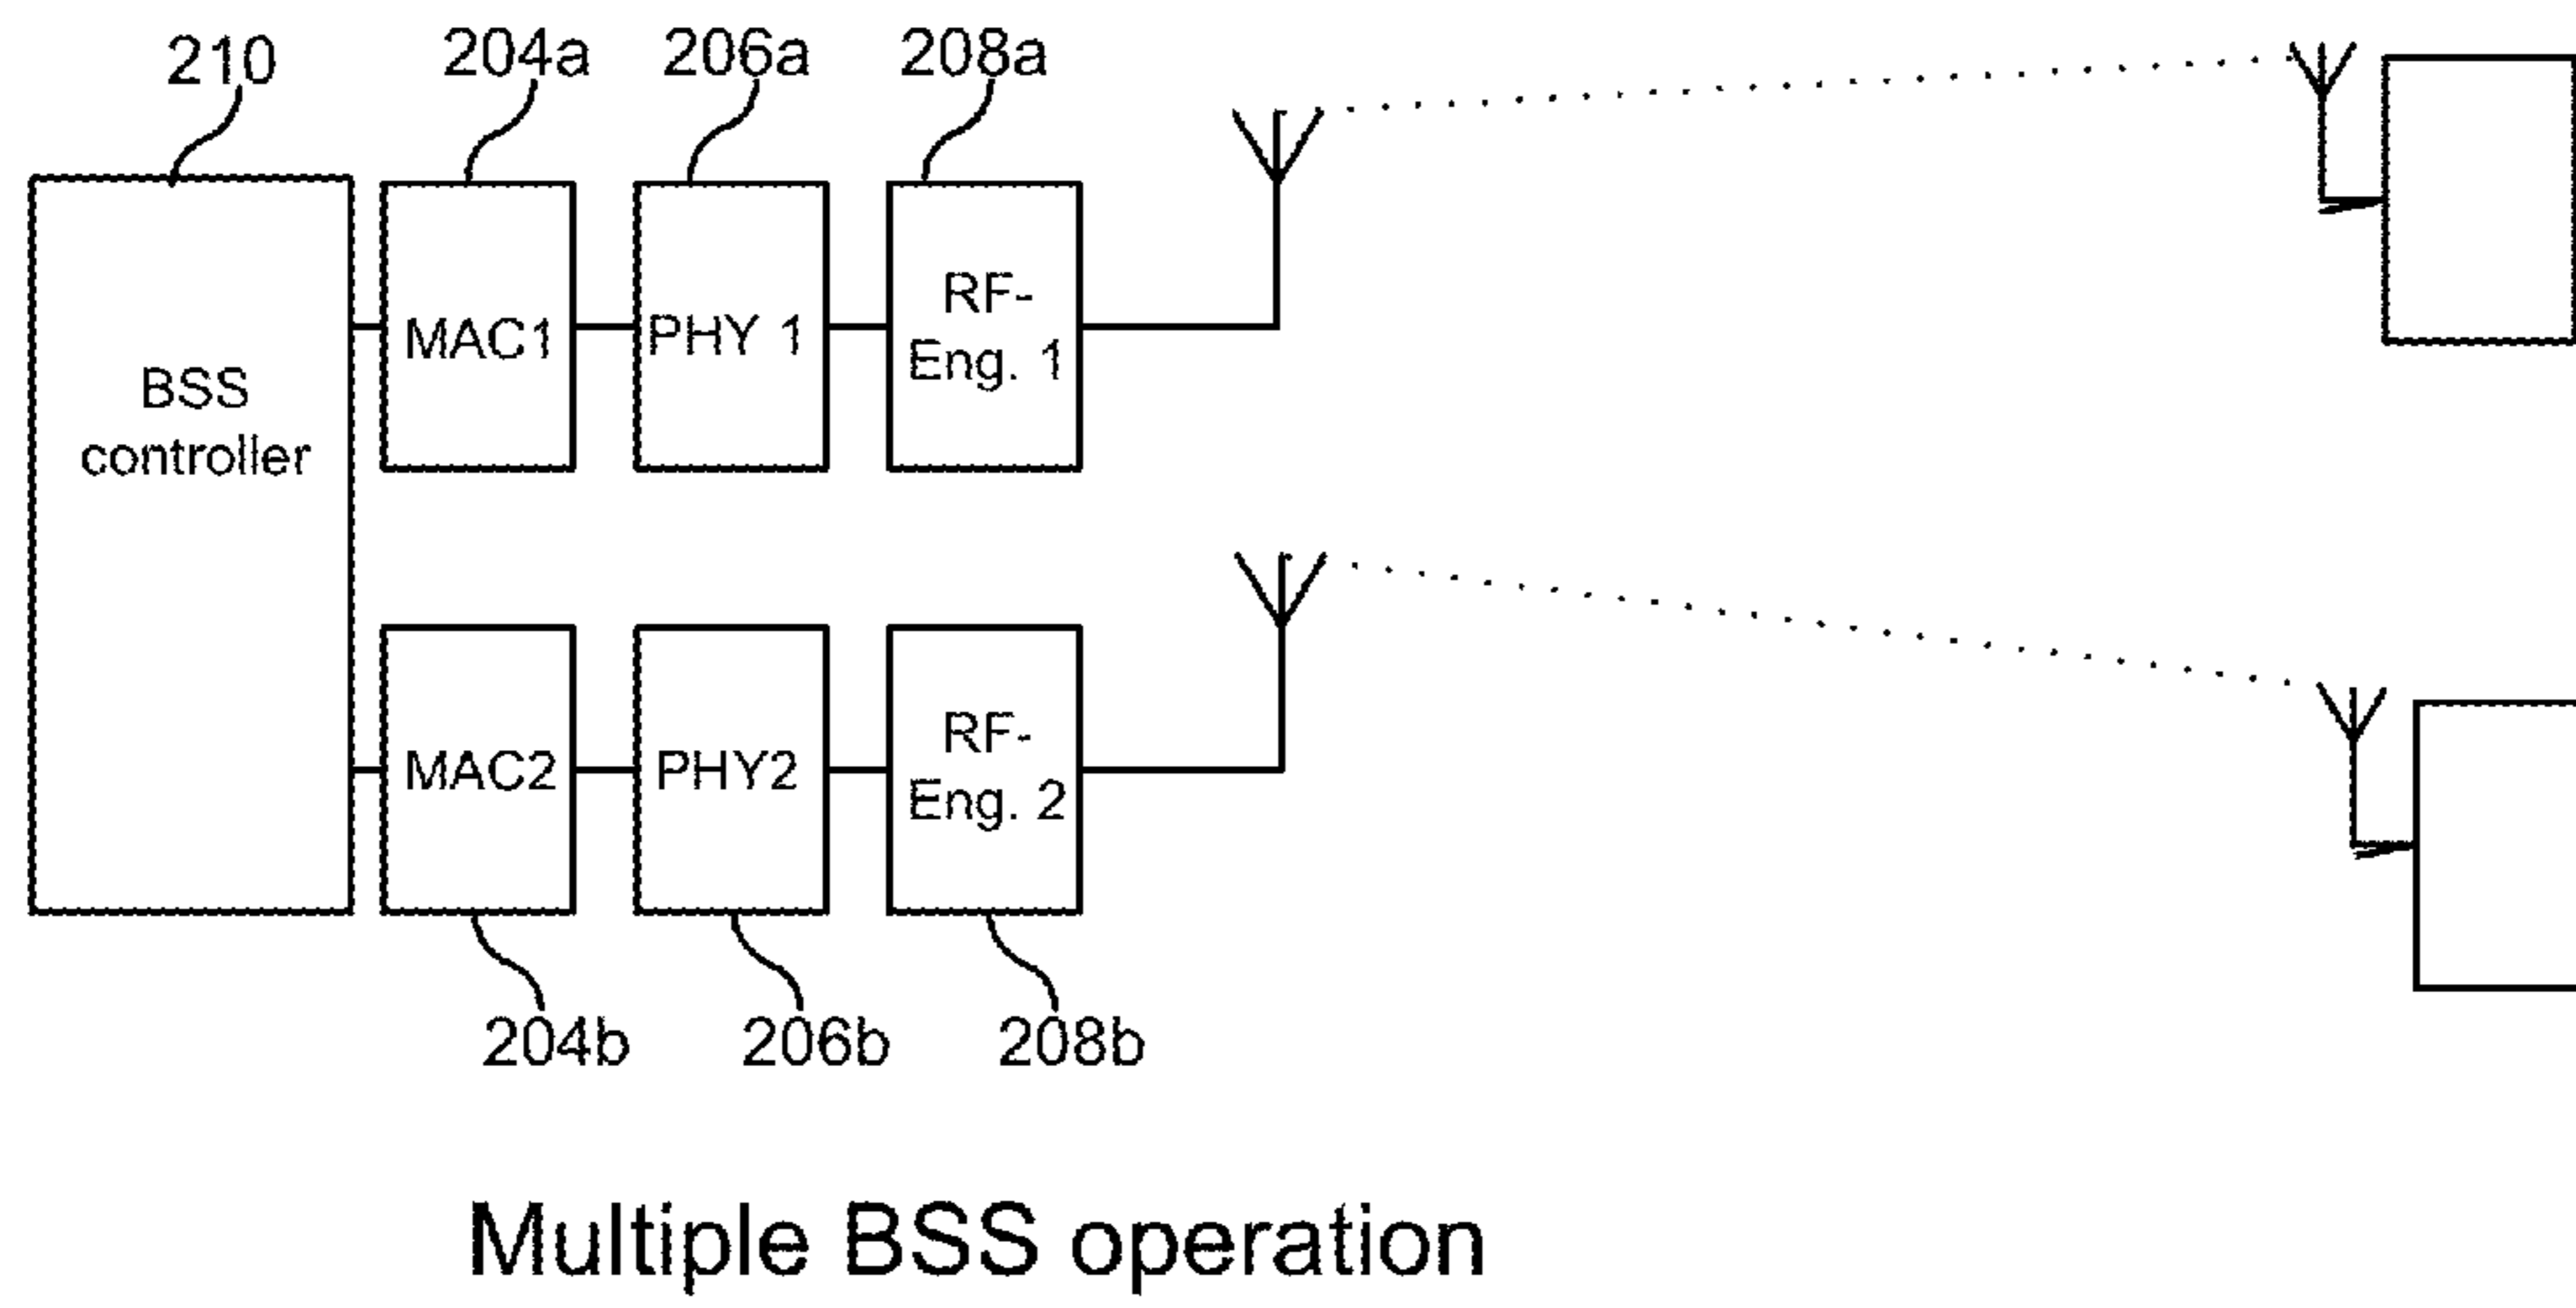 210
204a
206a
208a
BSS
controller
MAC1
PHY 1
RF-
Eng. 1
MAC2
PHY2
RF-
Eng. 2
204b
206b
208b
Multiple BSS operation